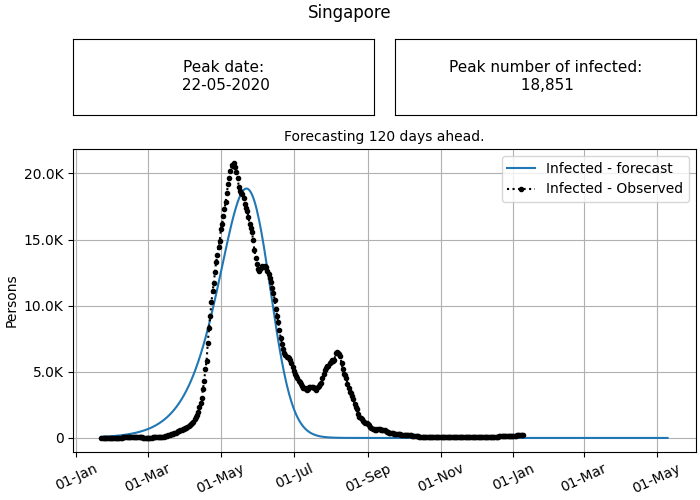 Singapore
Peak date:
22-05-2020
Peak number of infected:
18,851
Forecasting 120 days ahead.
Infected - forecast
Infected - Observed
20.0K
15.0K
10.0K
5.0K
0
Persons
01-Jan
01-Mar
01-May
01-Jul
01-Sep
01-Nov
01-Jan
01-Mar
01-May